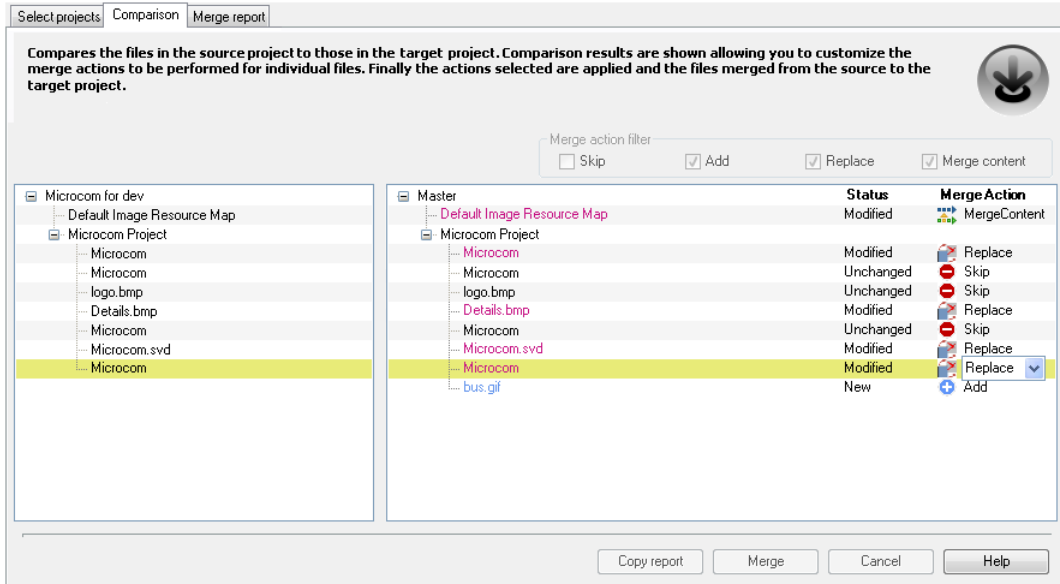 Select projects Comparison Merge report
Compares the files in the source project to those in the target project. Comparison results are shown allowing you to customize the
merge actions to be performed for individual files. Finally the actions selected are applied and the files merged from the source to the
target project.
Merge action filter
Skip Add Replace Merge content
Microcom for dev
Default Image Resource Map
Microcom Project
Microcom
Microcom
logo.bmp
Details.bmp
Microcom
Microcom.svd
Microcom
Master Status Merge Action
Default Image Resource Map Modified MergeContent
Microcom Project
Microcom Modified Replace
Microcom Unchanged Skip
logo.bmp Unchanged Skip
Details.bmp Modified Replace
Microcom Unchanged Skip
Microcom.svd Modified Replace
Microcom Modified Replace
bus.gif New Add
Copy report Merge Cancel Help